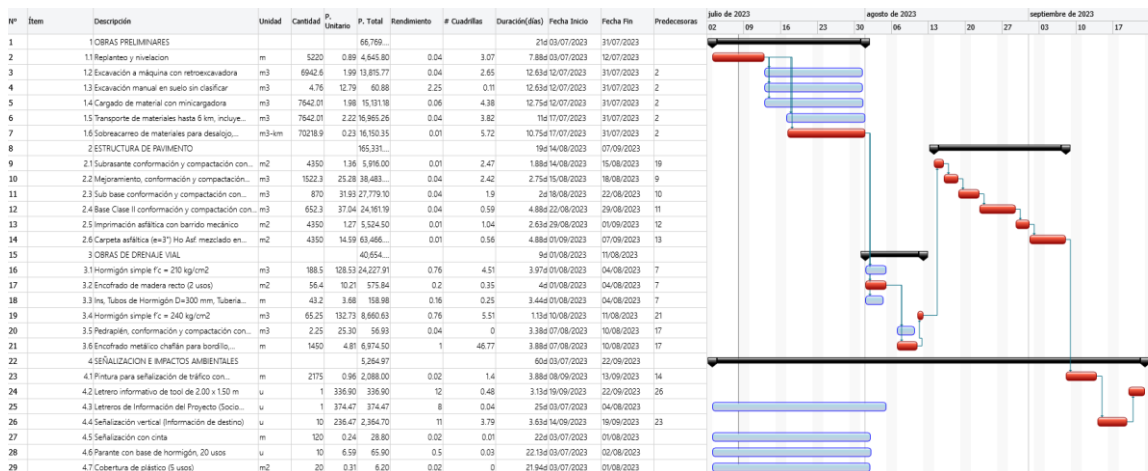 julio de 2023 agosto de 2023 septiembre de 2023
Nº Ítem Descripción Unidad Cantidad P. Unitario P. Total Rendimiento # Cuadrillas Duración(días) Fecha Inicio Fecha Fin Predecesoras 02 09 16 23 30 06 13 20 27 03 10 17
1 1 OBRAS PRELIMINARES 66,769.... 21d 03/07/2023 31/07/2023
2 1.1 Replanteo y nivelacion m 5220 0.89 4,645.80 0.04 3.07 7.88d 03/07/2023 12/07/2023
3 1.2 Excavación a máquina con retroexcavadora m3 6942.6 1.99 13,815.77 0.04 2.65 12.63d 12/07/2023 31/07/2023 2
4 1.3 Excavación manual en suelo sin clasificar m3 4.76 12.79 60.88 2.25 0.11 12.63d 12/07/2023 31/07/2023 2
5 1.4 Cargado de material con minicargadora m3 7642.01 1.98 15,131.18 0.06 4.38 12.75d 12/07/2023 31/07/2023 2
6 1.5 Transporte de materiales hasta 6 km, incluye... m3 7642.01 2.22 16,965.26 0.04 3.82 11d 17/07/2023 31/07/2023 2
7 1.6 Sobreacarreo de materiales para desalojo,... m3-km 70218.9 0.23 16,150.35 0.01 5.72 10.75d 17/07/2023 31/07/2023 2
8 2 ESTRUCTURA DE PAVIMENTO 165,331.... 19d 14/08/2023 07/09/2023
9 2.1 Subrasante conformación y compactación con... m2 4350 1.36 5,916.00 0.01 2.47 1.88d 14/08/2023 15/08/2023 19
10 2.2 Mejoramiento, conformación y compactación... m3 1522.3 25.28 38,483.... 0.04 2.42 2.75d 15/08/2023 18/08/2023 9
11 2.3 Sub base conformación y compactación con... m3 870 31.93 27,779.10 0.04 1.9 2d 18/08/2023 22/08/2023 10
12 2.4 Base Clase II conformación y compactación con... m3 652.3 37.04 24,161.19 0.04 0.59 4.88d 22/08/2023 29/08/2023 11
13 2.5 Imprimación asfáltica con barrido mecánico m2 4350 1.27 5,524.50 0.01 1.04 2.63d 29/08/2023 01/09/2023 12
14 2.6 Carpeta asfáltica (e=3") Ho Asf. mezclado en... m2 4350 14.59 63,466.... 0.01 0.56 4.88d 01/09/2023 07/09/2023 13
15 3 OBRAS DE DRENAJE VIAL 40,654.... 9d 01/08/2023 11/08/2023
16 3.1 Hormigón simple f'c = 210 kg/cm2 m3 188.5 128.53 24,227.91 0.76 4.51 3.97d 01/08/2023 04/08/2023 7
17 3.2 Encofrado de madera recto (2 usos) m2 56.4 10.21 575.84 0.2 0.35 4d 01/08/2023 04/08/2023 7
18 3.3 Ins, Tubos de Hormigón D=300 mm, Tuberia... m 43.2 3.68 158.98 0.16 0.25 3.44d 01/08/2023 04/08/2023 7
19 3.4 Hormigón simple f'c = 240 kg/cm2 m3 65.25 132.73 8,660.63 0.76 5.51 1.13d 10/08/2023 11/08/2023 21
20 3.5 Pedraplén, conformación y compactación con... m3 2.25 25.30 56.93 0.04 0 3.38d 07/08/2023 10/08/2023 17
21 3.6 Encofrado metálico chaflán para bordillo,... m 1450 4.81 6,974.50 1 46.77 3.88d 07/08/2023 10/08/2023 17
22 4 SEÑALIZACION E IMPACTOS AMBIENTALES 5,264.97 60d 03/07/2023 22/09/2023
23 4.1 Pintura para señalización de tráfico con... m 2175 0.96 2,088.00 0.02 1.4 3.88d 08/09/2023 13/09/2023 14
24 4.2 Letrero informativo de tool de 2.00 x 1.50 m u 1 336.90 336.90 12 0.48 3.13d 19/09/2023 22/09/2023 26
25 4.3 Letreros de Información del Proyecto (Socio... u 1 374.47 374.47 8 0.04 25d 03/07/2023 04/08/2023
26 4.4 Señalización vertical (Información de destino) u 10 236.47 2,364.70 11 3.79 3.63d 14/09/2023 19/09/2023 23
27 4.5 Señalización con cinta m 120 0.24 28.80 0.02 0.01 22d 03/07/2023 01/08/2023
28 4.6 Parante con base de hormigón, 20 usos u 10 6.59 65.90 0.5 0.03 22.13d 03/07/2023 02/08/2023
29 4.7 Cobertura de plástico (5 usos) m2 20 0.31 6.20 0.02 0 21.94d 03/07/2023 01/08/2023